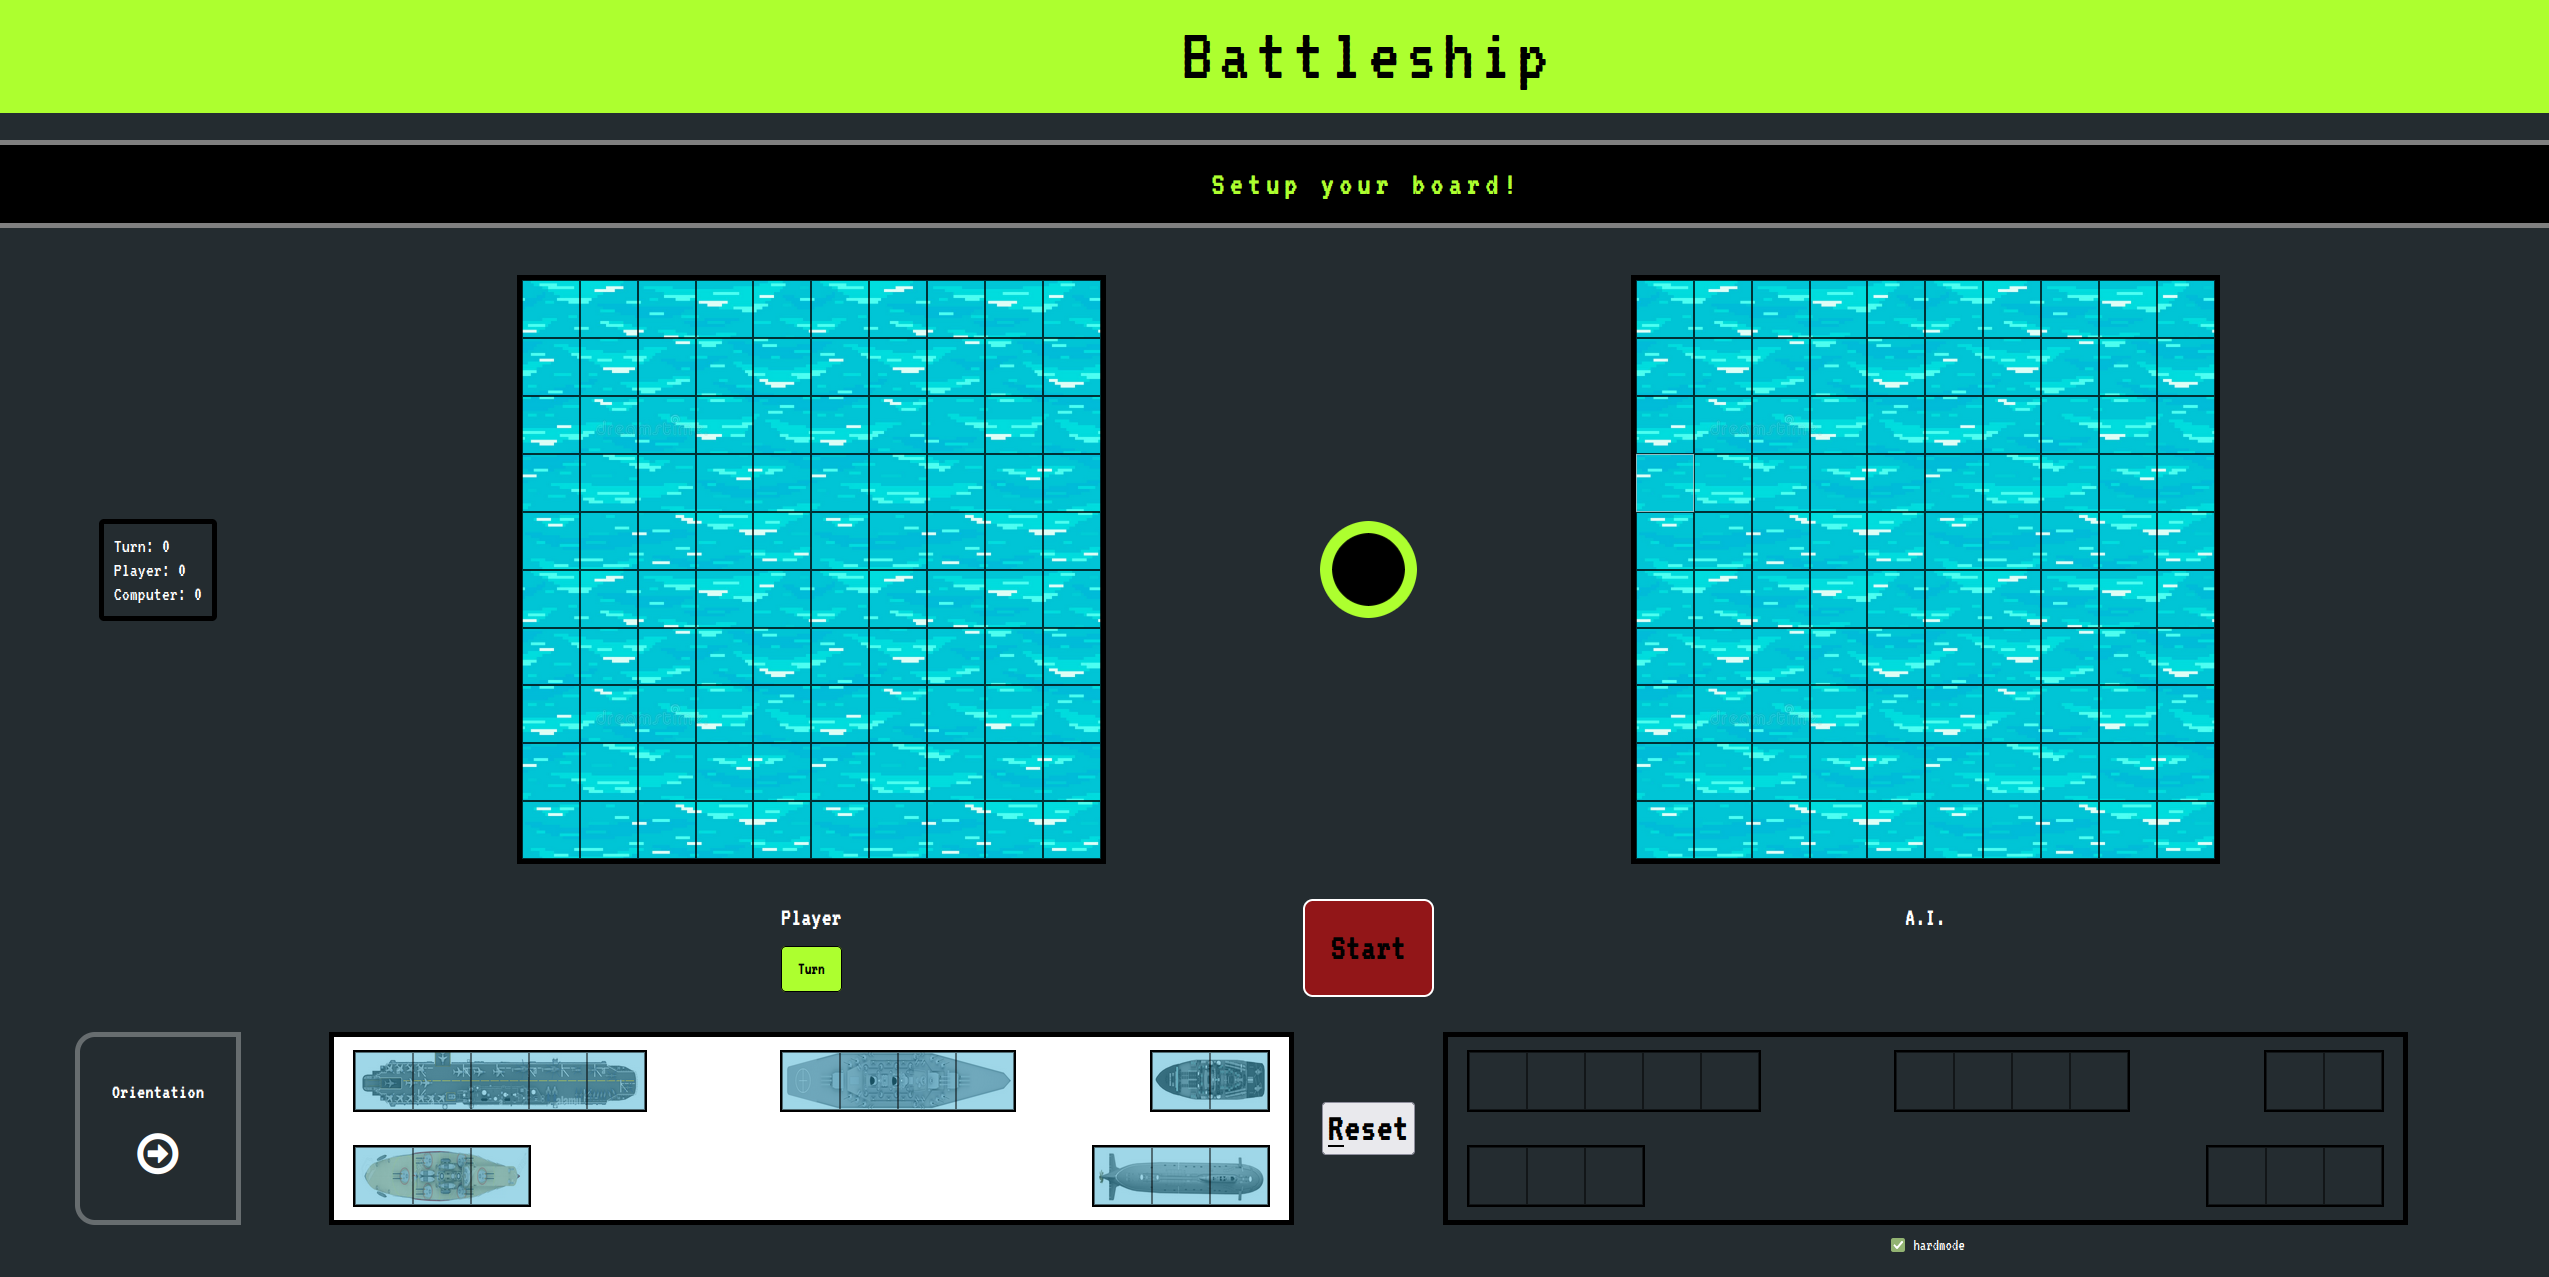 Battleship
Setup your board!
Turn: 0
Player: 0
Computer: 0
Player
A.I.
Turn
Start
Orientation
Reset
hardmode